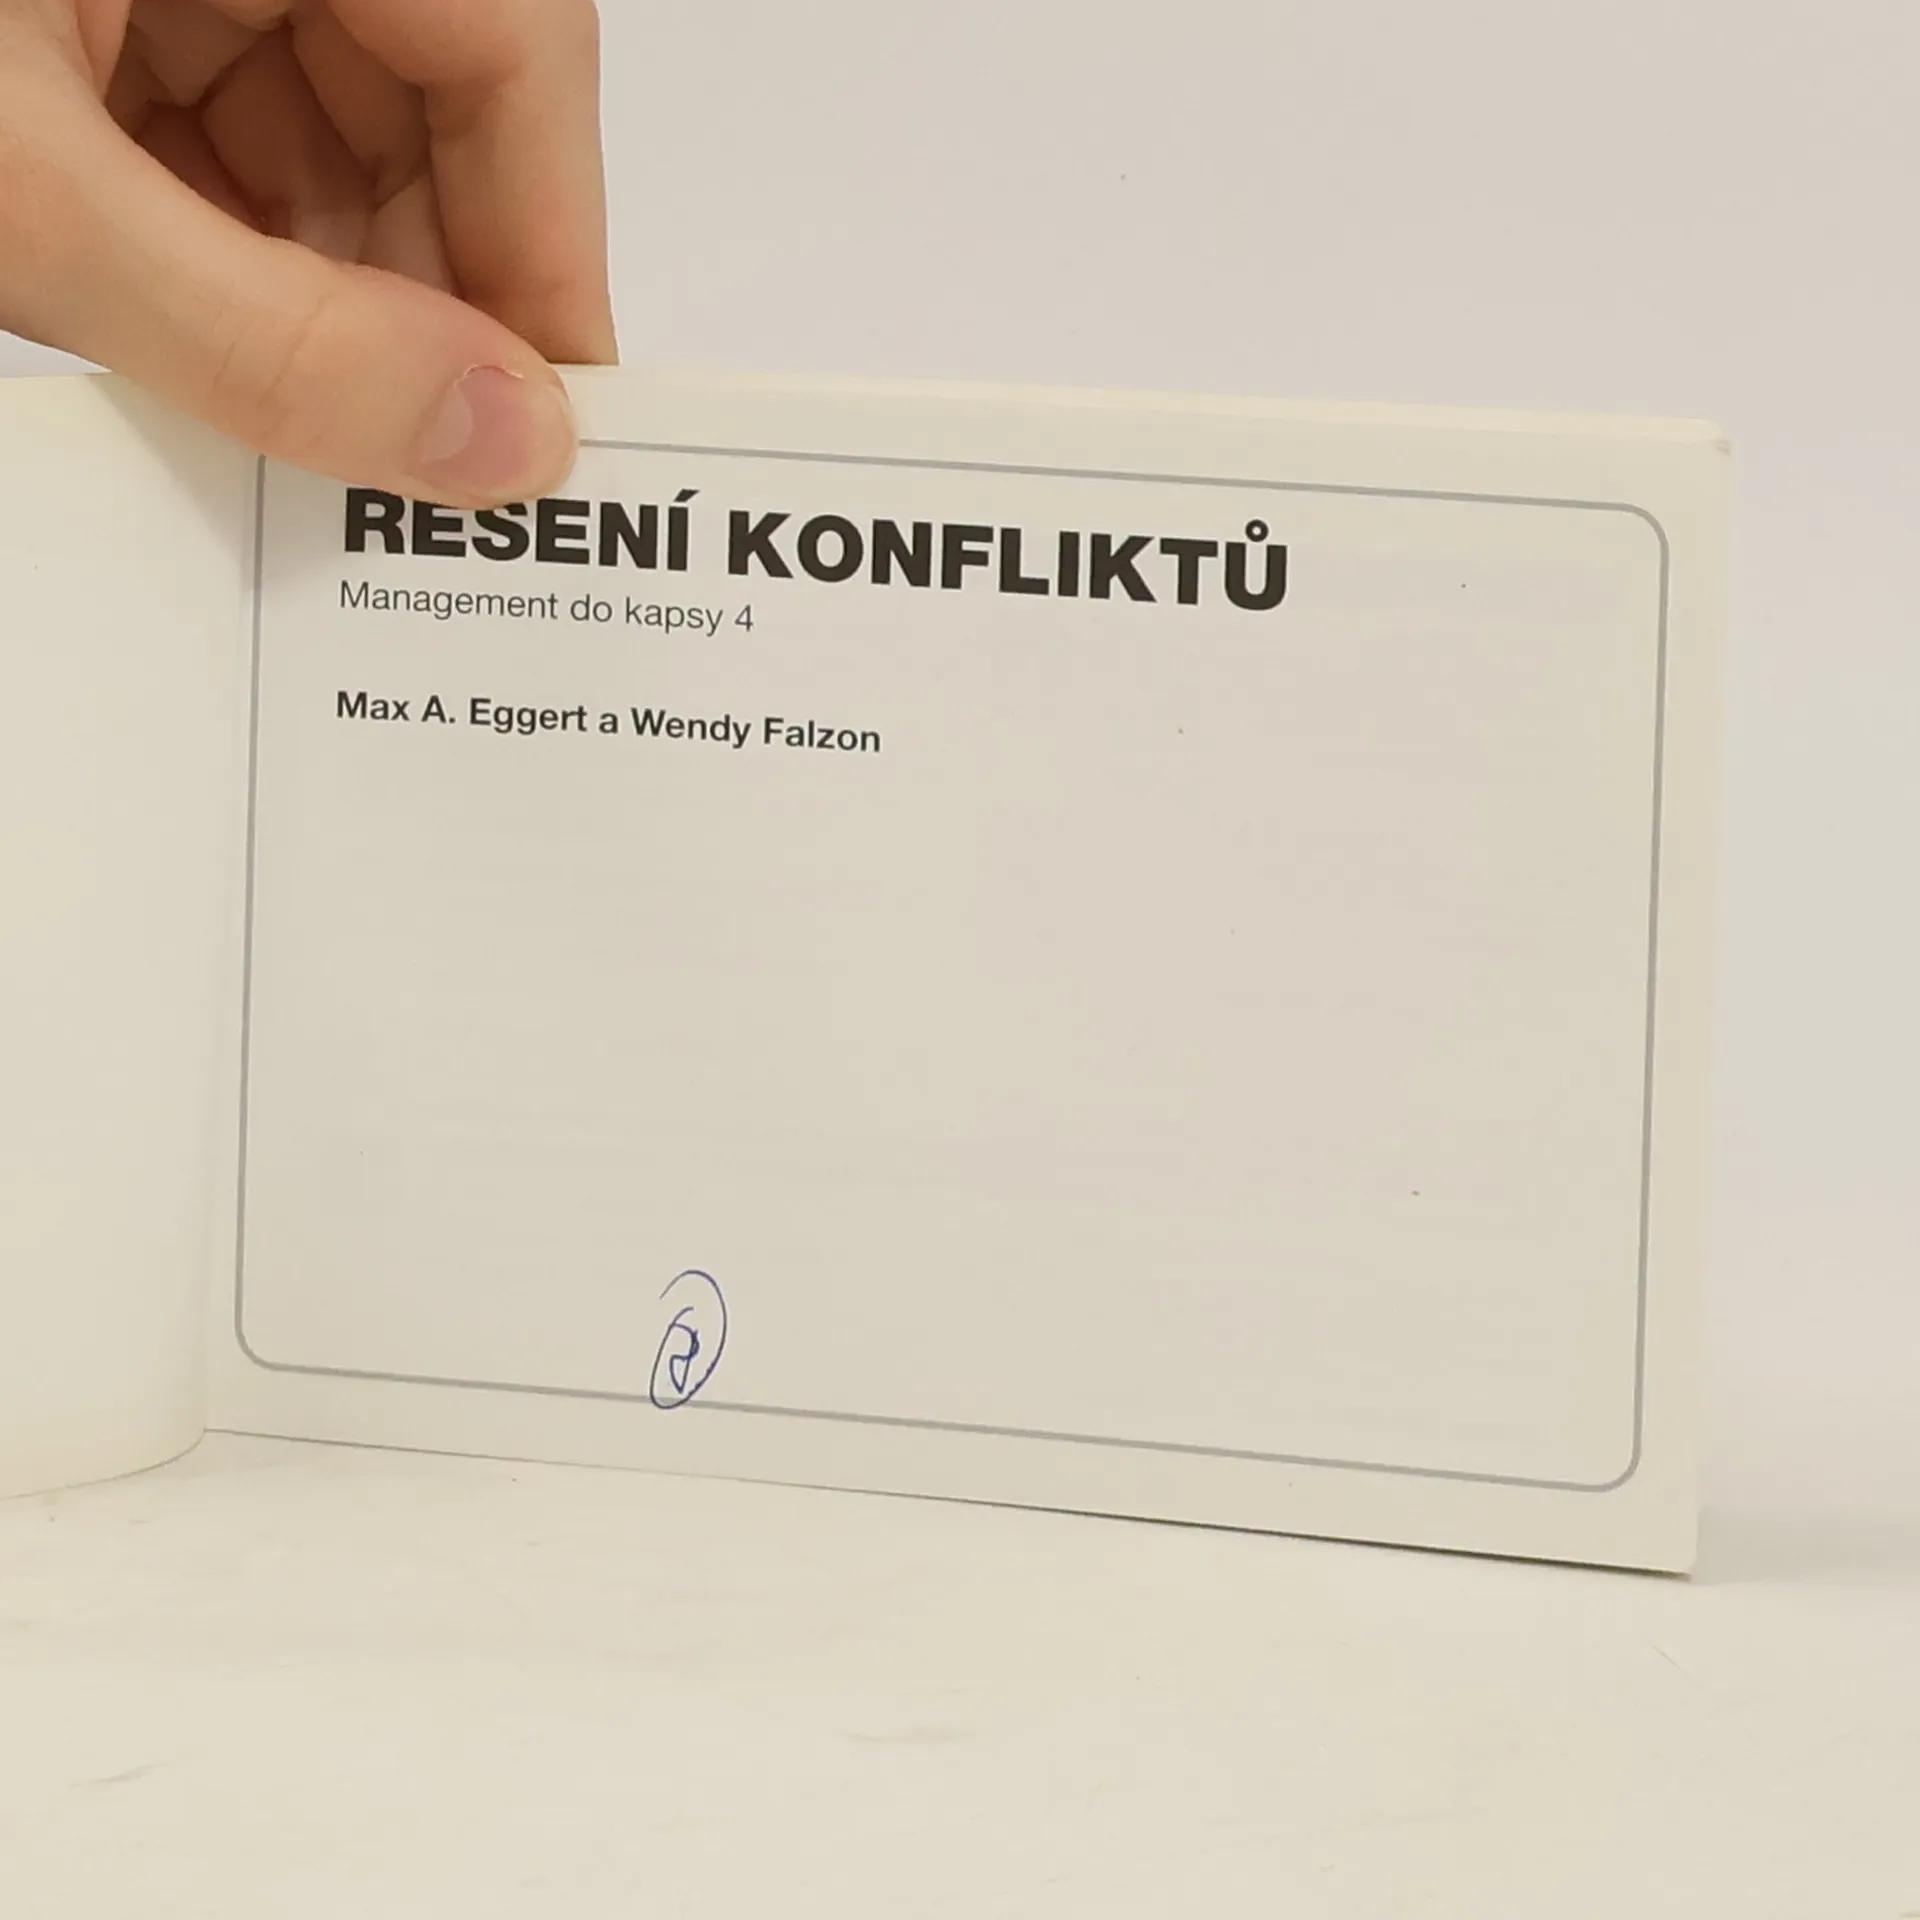 ŘEŠENÍ KONFLIKTŮ
Management do kapsy 4
Max A. Eggert a Wendy Falzon